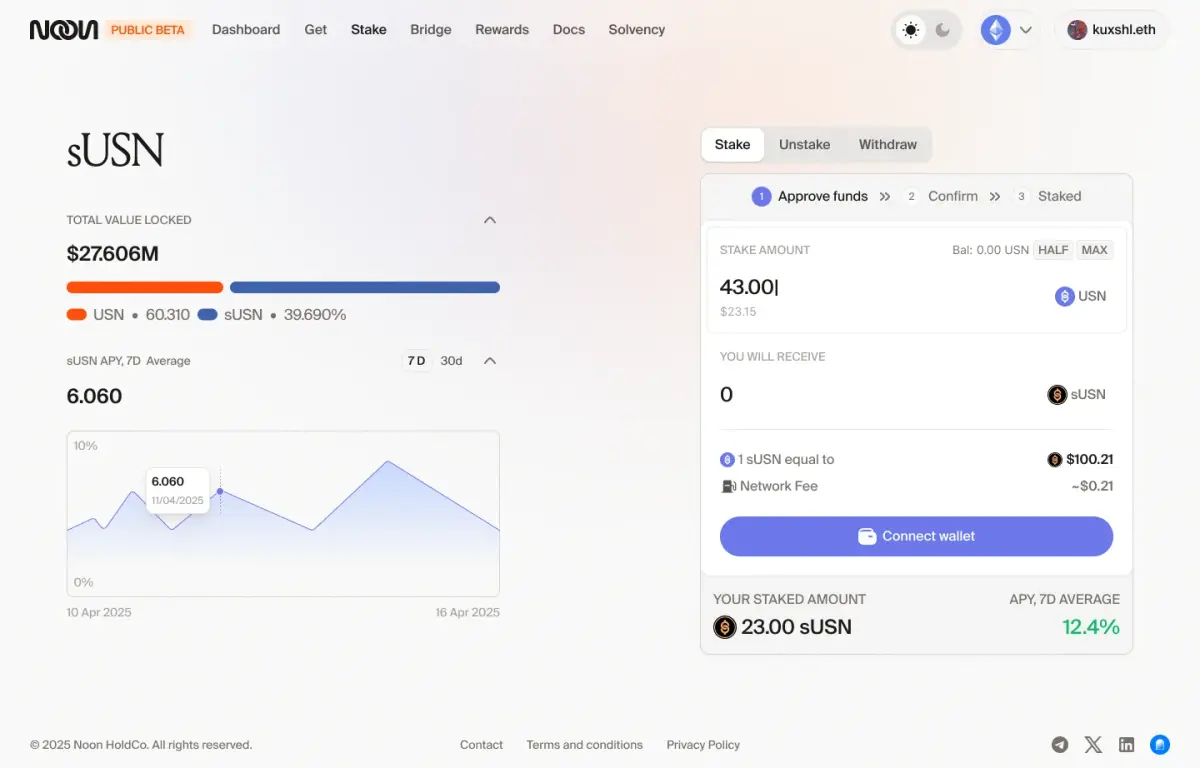 NOON PUBLIC BETA Dashboard Get Stake Bridge Rewards Docs Solvency kuxshl.eth
sUSN
TOTAL VALUE LOCKED
$27.606M
USN • 60.310 sUSN • 39.690%
sUSN APY, 7D Average 7D 30d
6.060
10%
6.060
11/04/2025
0%
10 Apr 2025 16 Apr 2025
Stake Unstake Withdraw
1 Approve funds 2 Confirm 3 Staked
STAKE AMOUNT Bal: 0.00 USN HALF MAX
43.00
USN
$23.15
YOU WILL RECEIVE
0 sUSN
1 sUSN equal to $100.21
Network Fee ~$0.21
Connect wallet
YOUR STAKED AMOUNT APY, 7D AVERAGE
23.00 sUSN 12.4%
© 2025 Noon HoldCo. All rights reserved. Contact Terms and conditions Privacy Policy